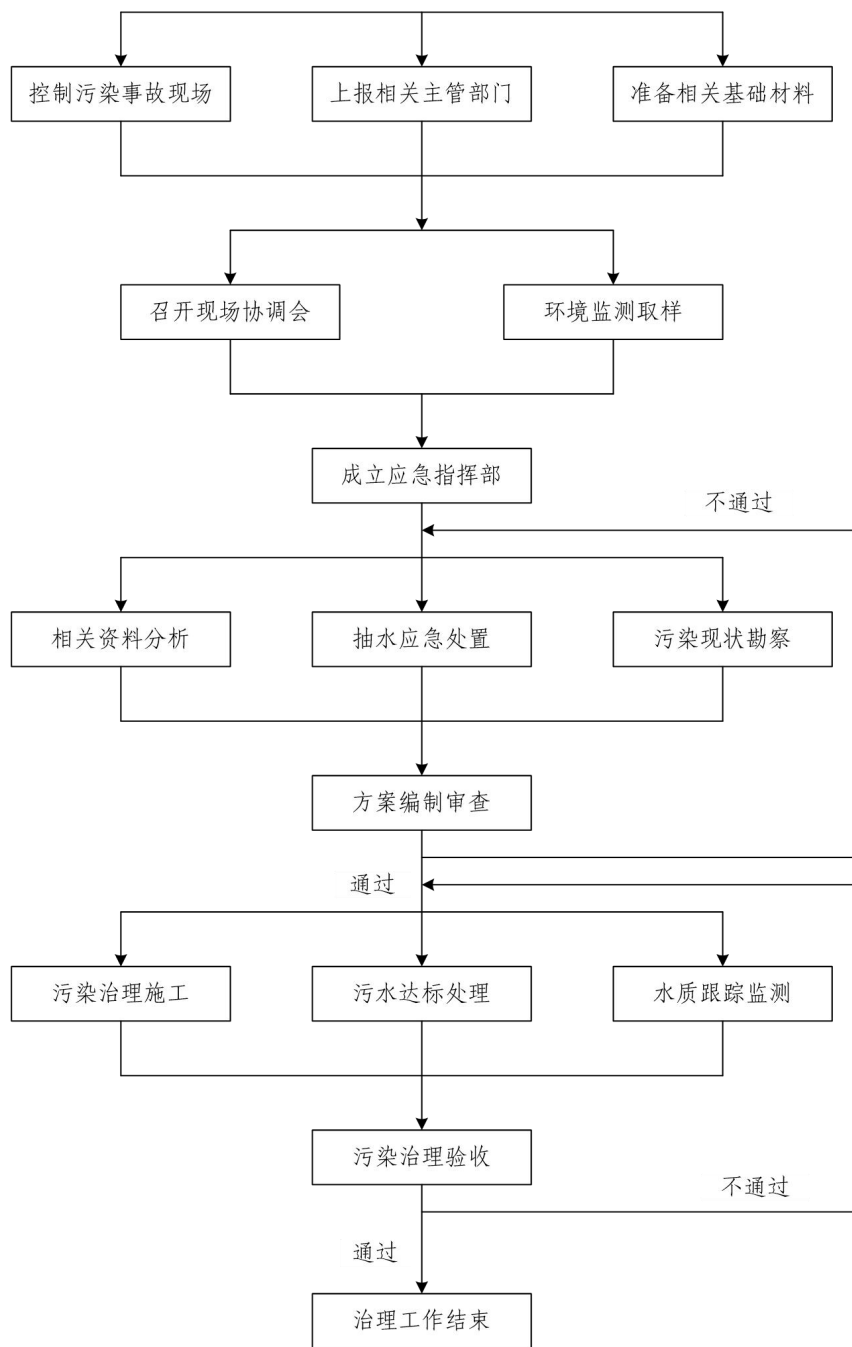 控制污染事故现场
上报相关主管部门
准备相关基础材料
召开现场协调会
环境监测取样
成立应急指挥部
不通过
相关资料分析
抽水应急处置
污染现状勘察
方案编制审查
通过
污染治理施工
污水达标处理
水质跟踪监测
污染治理验收
不通过
通过
治理工作结束